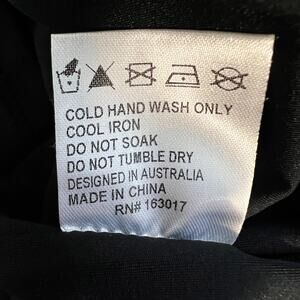 COLD HAND WASH ONLY
COOL IRON
DO NOT SOAK
DO NOT TUMBLE DRY
DESIGNED IN AUSTRALIA
MADE IN CHINA
RN# 163017